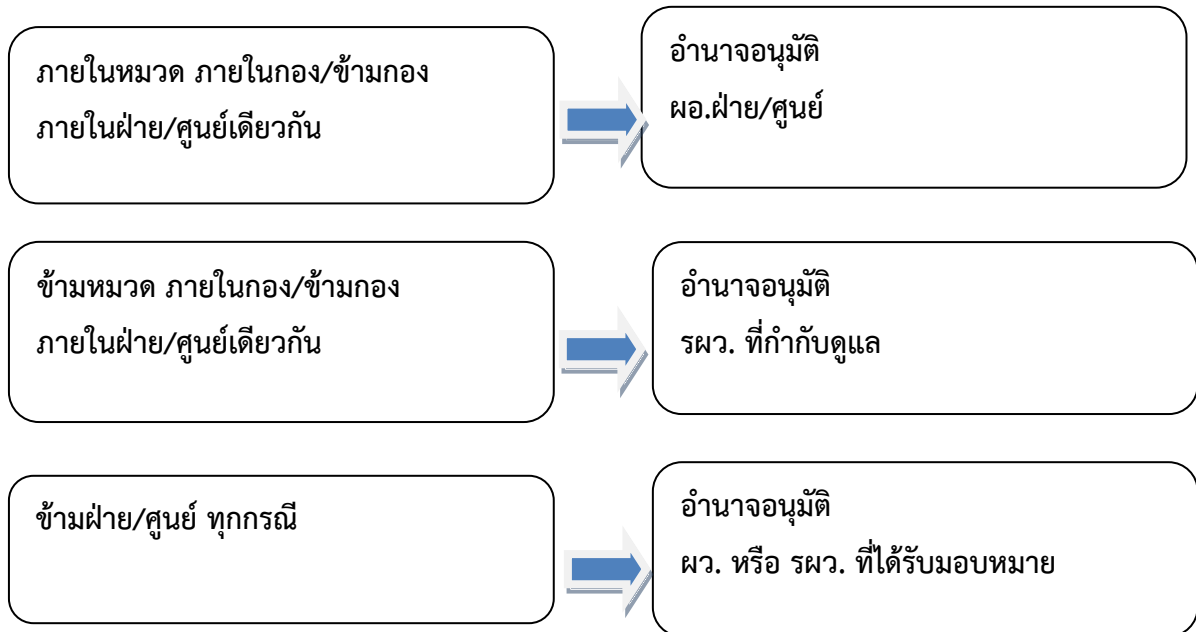 ภายในหมวด ภายในกอง/ข้ามกอง
ภายในฝ่าย/ศูนย์เดียวกัน
อำนาจอนุมัติ
ผอ.ฝ่าย/ศูนย์
ข้ามหมวด ภายในกอง/ข้ามกอง
ภายในฝ่าย/ศูนย์เดียวกัน
อำนาจอนุมัติ
รผว. ที่กำกับดูแล
ข้ามฝ่าย/ศูนย์ ทุกกรณี
อำนาจอนุมัติ
ผว. หรือ รผว. ที่ได้รับมอบหมาย